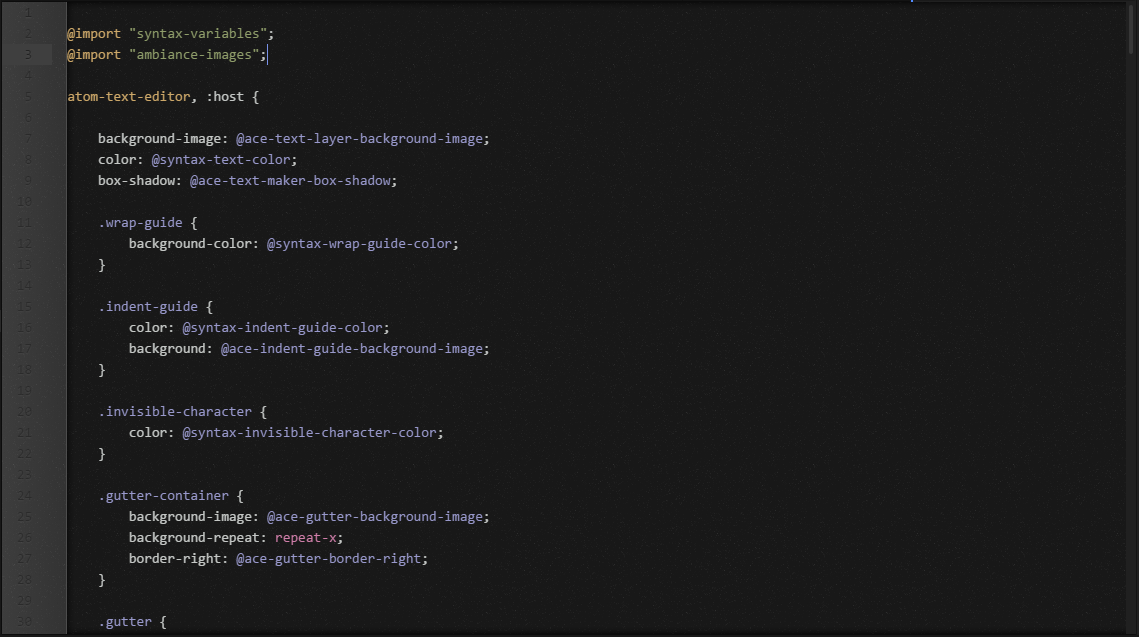 1
2 @import "syntax-variables";
3 @import "ambiance-images";
4
5 atom-text-editor, :host {
6
7 background-image: @ace-text-layer-background-image;
8 color: @syntax-text-color;
9 box-shadow: @ace-text-maker-box-shadow;
10
11 .wrap-guide {
12 background-color: @syntax-wrap-guide-color;
13 }
14
15 .indent-guide {
16 color: @syntax-indent-guide-color;
17 background: @ace-indent-guide-background-image;
18 }
19
20 .invisible-character {
21 color: @syntax-invisible-character-color;
22 }
23
24 .gutter-container {
25 background-image: @ace-gutter-background-image;
26 background-repeat: repeat-x;
27 border-right: @ace-gutter-border-right;
28 }
29
30 .gutter {